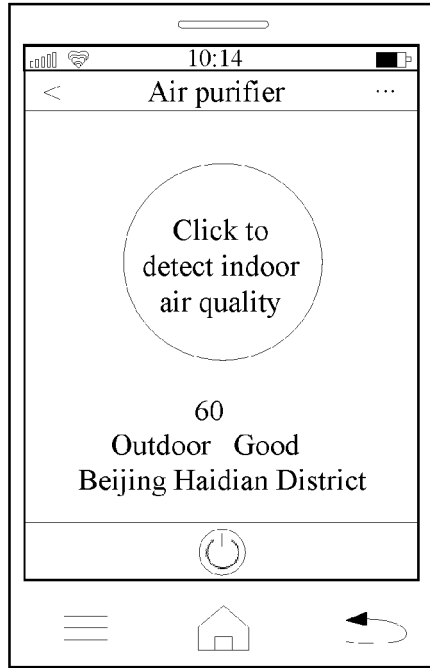 10:14
< Air purifier ...
Click to
detect indoor
air quality
60
Outdoor Good
Beijing Haidian District